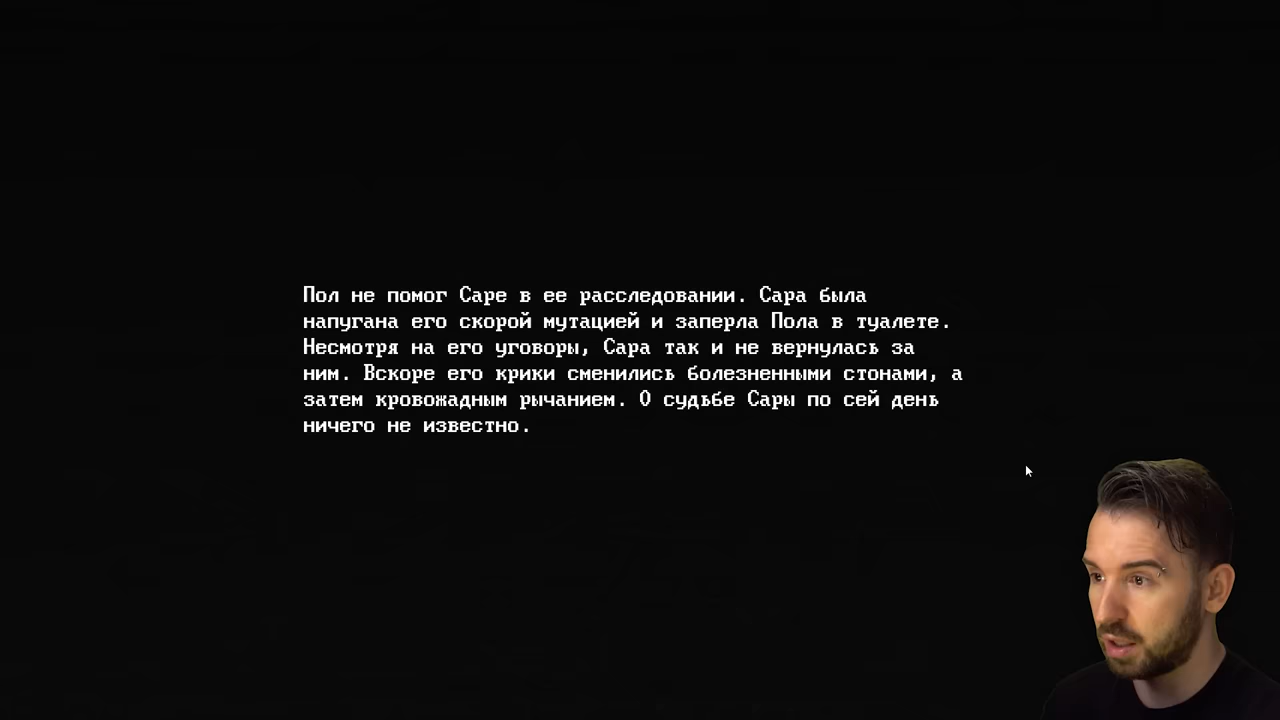 Пол не помог Саре в ее расследовании. Сара была
напугана его скорой мутацией и заперла Пола в туалете.
Несмотря на его уговоры, Сара так и не вернулась за
ним. Вскоре его крики сменились болезненными стонами, а
затем кровожадным рычанием. О судьбе Сары по сей день
ничего не известно.